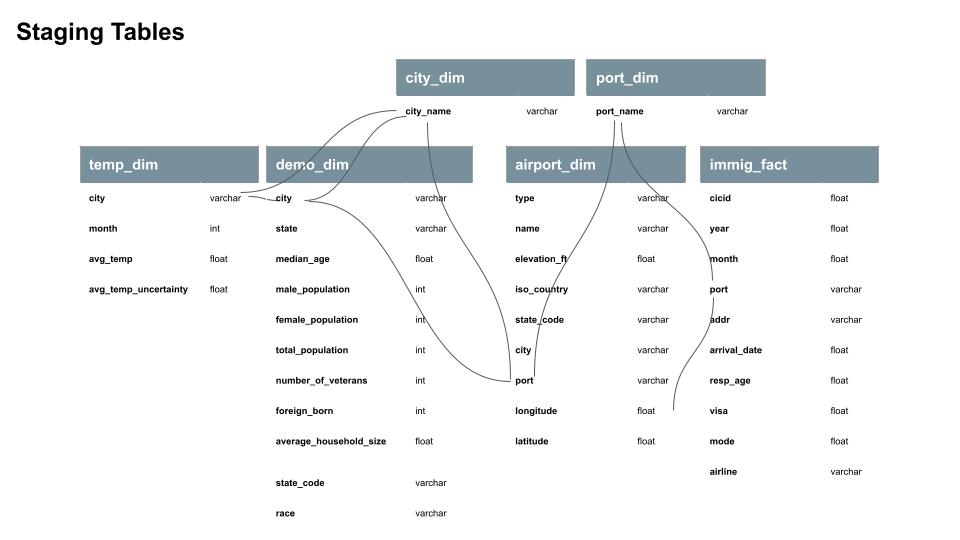 Staging Tables
city_dim
city_name varchar
port_dim
port_name varchar
temp_dim
city varchar
month int
avg_temp float
avg_temp_uncertainty float
demo_dim
city varchar
state varchar
median_age float
male_population int
female_population int
total_population int
number_of_veterans int
foreign_born int
average_household_size float
state_code varchar
race varchar
airport_dim
type varchar
name varchar
elevation_ft float
iso_country varchar
state_code varchar
city varchar
port varchar
longitude float
latitude float
immig_fact
cicid float
year float
month float
port varchar
addr varchar
arrival_date float
resp_age float
visa float
mode float
airline varchar